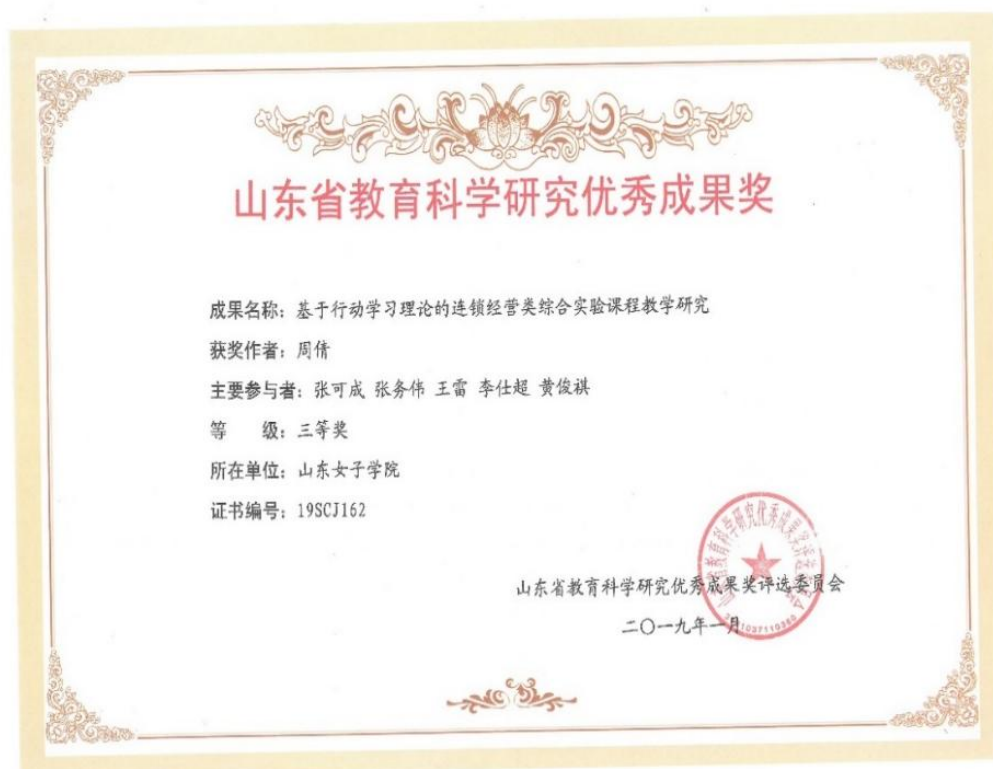 山东省教育科学研究优秀成果奖
成果名称：基于行动学习理论的连锁经营类综合实验课程教学研究
获奖作者：周倩
主要参与者：张可成 张务伟 王雷 李仕超 黄俊祺
等　　级：三等奖
所在单位：山东女子学院
证书编号：19SCJ162
山东省教育科学研究优秀成果奖评选委员会
二〇一九年一月